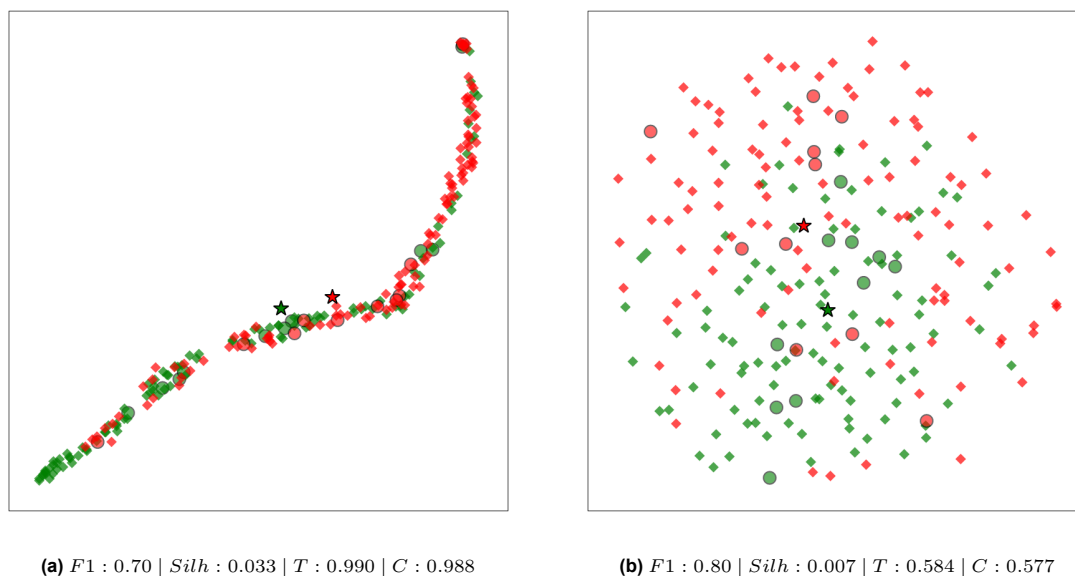 (a) F1 : 0.70 | Silh : 0.033 | T : 0.990 | C : 0.988
(b) F1 : 0.80 | Silh : 0.007 | T : 0.584 | C : 0.577